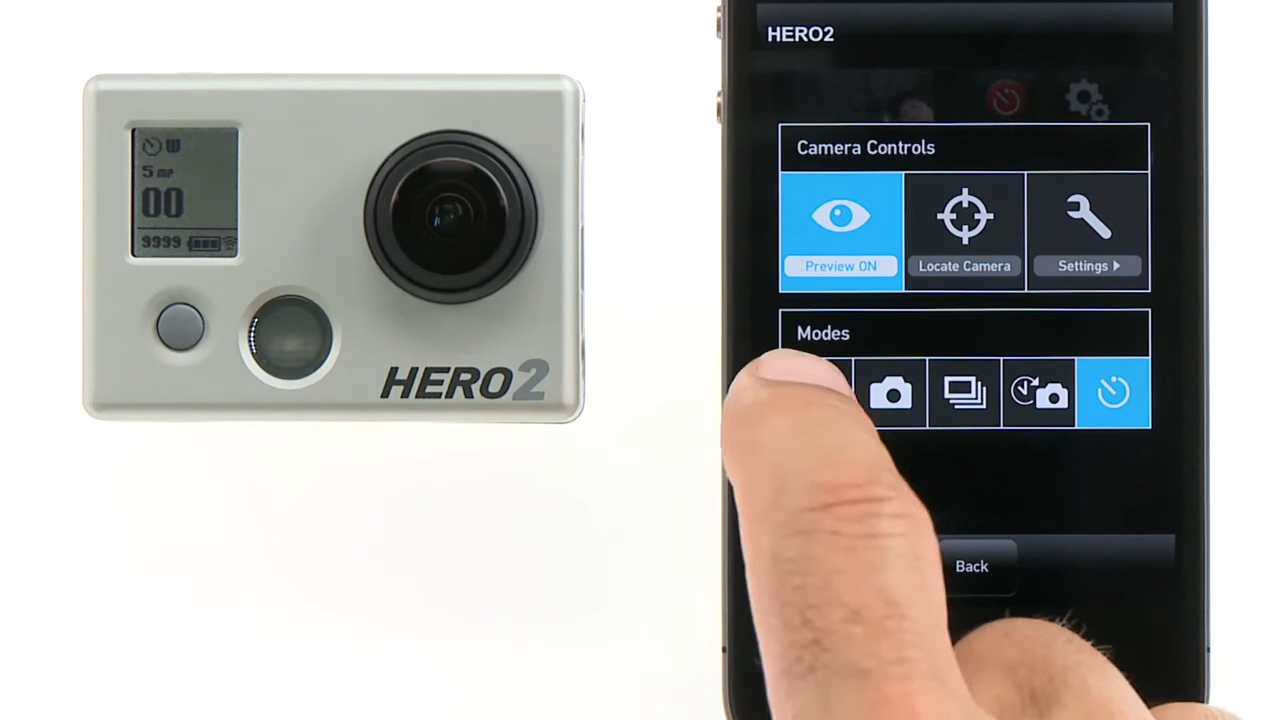 HERO2
W
5 MP
00
9999
HERO2
Camera Controls
Preview ON
Locate Camera
Settings
Modes
Back